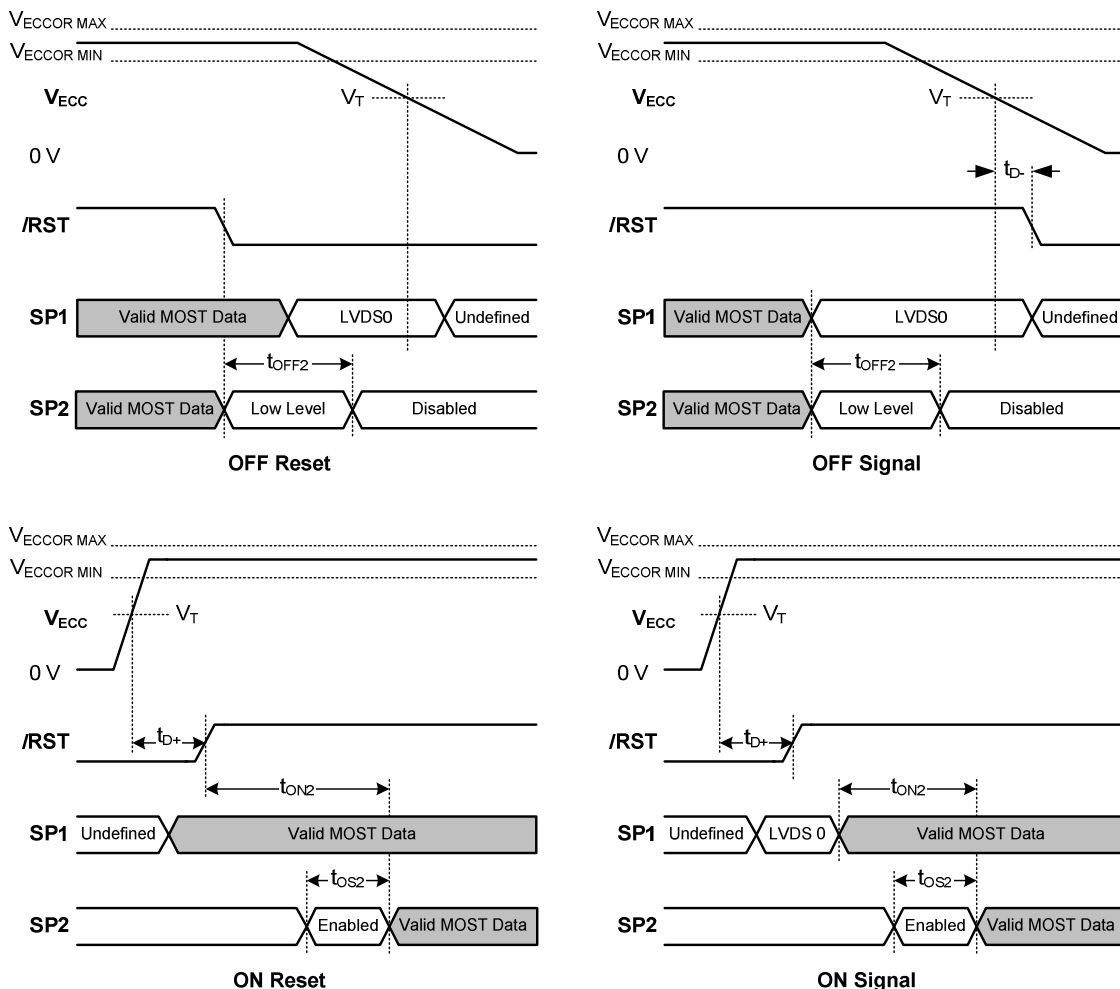 VECCOR MAX
VECCOR MIN
VECC
VT
0 V
/RST
SP1
Valid MOST Data
LVDS0
Undefined
tOFF2
SP2
Valid MOST Data
Low Level
Disabled
OFF Reset
VECCOR MAX
VECCOR MIN
VECC
VT
0 V
tD-
/RST
SP1
Valid MOST Data
LVDS0
Undefined
tOFF2
SP2
Valid MOST Data
Low Level
Disabled
OFF Signal
VECCOR MAX
VECCOR MIN
VECC
VT
0 V
/RST
tD+
tON2
SP1
Undefined
Valid MOST Data
tOS2
SP2
Enabled
Valid MOST Data
ON Reset
VECCOR MAX
VECCOR MIN
VECC
VT
0 V
/RST
tD+
tON2
SP1
Undefined
LVDS 0
Valid MOST Data
tOS2
SP2
Enabled
Valid MOST Data
ON Signal